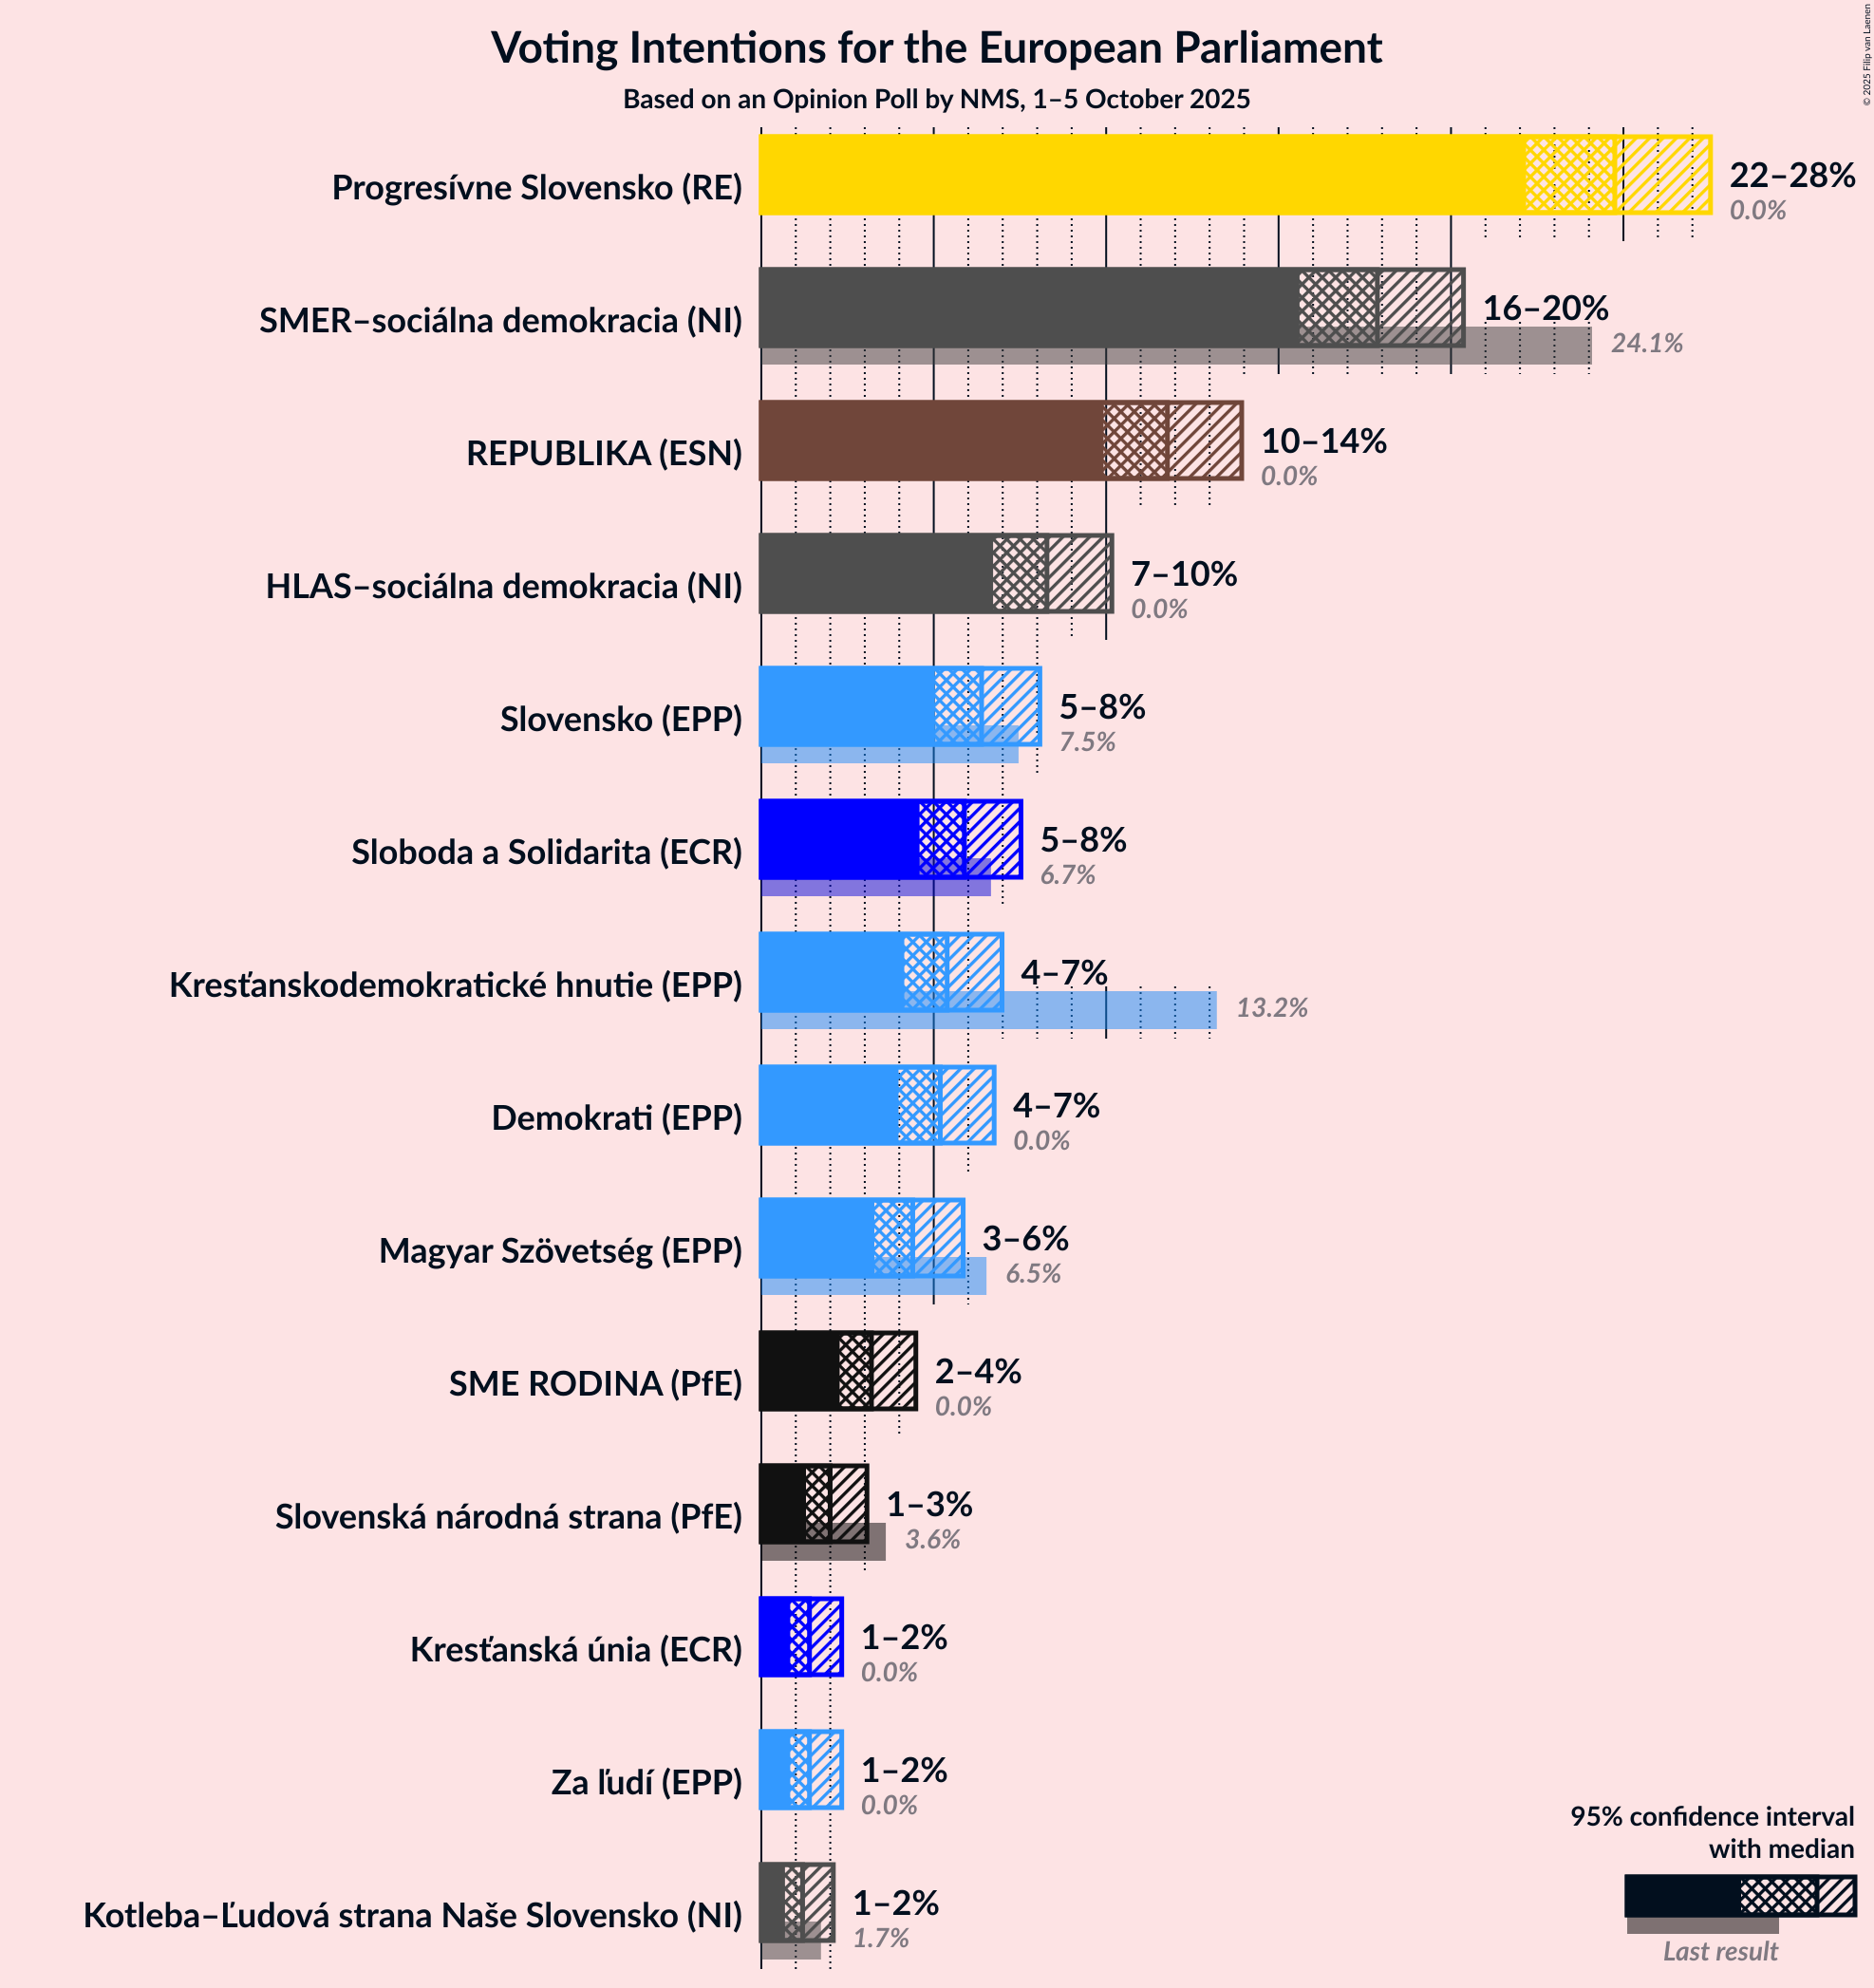 Voting Intentions for the European Parliament
Based on an Opinion Poll by NMS, 1–5 October 2025
© 2025 Filip van Laenen
Progresívne Slovensko (RE)
22–28%
0.0%
SMER–sociálna demokracia (NI)
16–20%
24.1%
REPUBLIKA (ESN)
10–14%
0.0%
HLAS–sociálna demokracia (NI)
7–10%
0.0%
Slovensko (EPP)
5–8%
7.5%
Sloboda a Solidarita (ECR)
5–8%
6.7%
Kresťanskodemokratické hnutie (EPP)
4–7%
13.2%
Demokrati (EPP)
4–7%
0.0%
Magyar Szövetség (EPP)
3–6%
6.5%
SME RODINA (PfE)
2–4%
0.0%
Slovenská národná strana (PfE)
1–3%
3.6%
Kresťanská únia (ECR)
1–2%
0.0%
Za ľudí (EPP)
1–2%
0.0%
Kotleba–Ľudová strana Naše Slovensko (NI)
1–2%
1.7%
95% confidence interval
with median
Last result